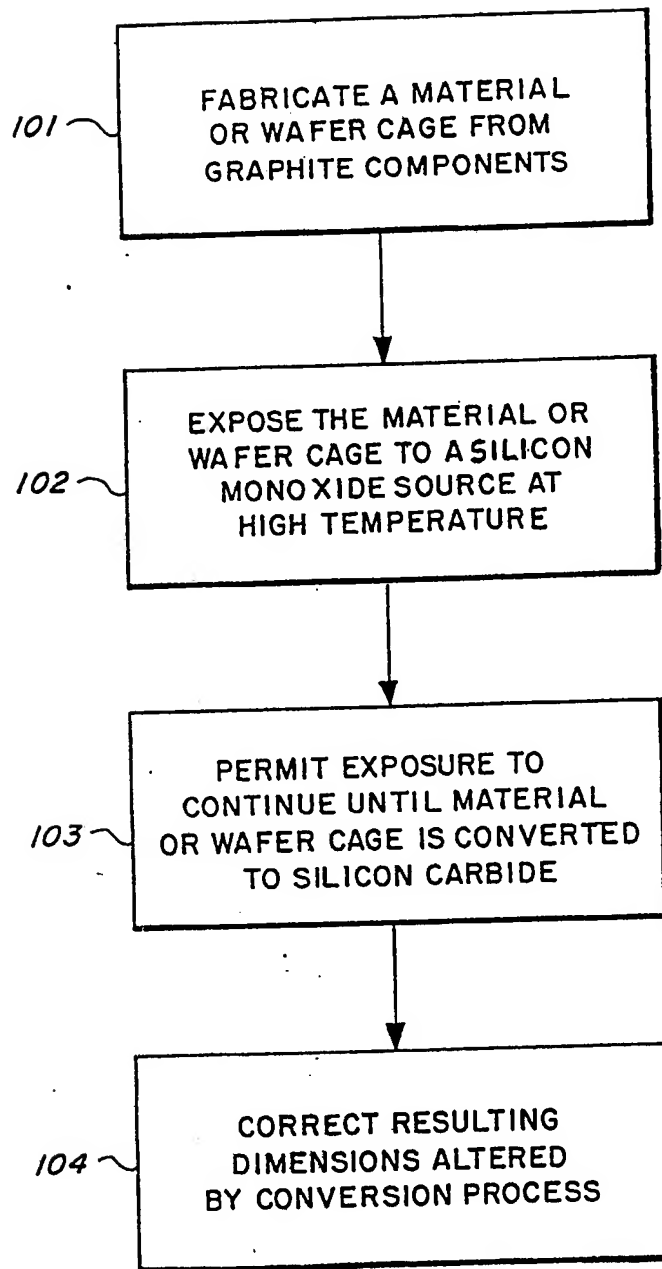 101
FABRICATE A MATERIAL
OR WAFER CAGE FROM
GRAPHITE COMPONENTS
102
EXPOSE THE MATERIAL OR
WAFER CAGE TO A SILICON
MONOXIDE SOURCE AT
HIGH TEMPERATURE
103
PERMIT EXPOSURE TO
CONTINUE UNTIL MATERIAL
OR WAFER CAGE IS CONVERTED
TO SILICON CARBIDE
104
CORRECT RESULTING
DIMENSIONS ALTERED
BY CONVERSION PROCESS